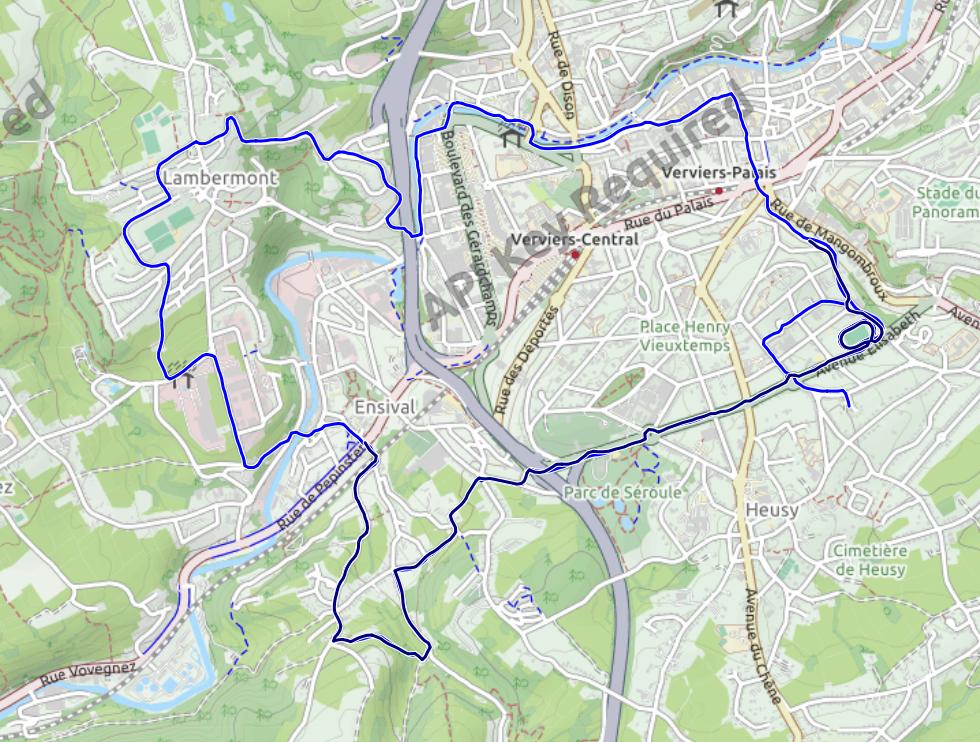 Rue de Dison
ed
Boulevard des Gérardchamps
API Key Required
Lambermont
Verviers-Palais
Stade du
Panoram
Rue du Palais
Rue de Mangombroux
Verviers-Central
Place Henry
Vieuxtemps
Avenue Elisabeth
Aven
Rue des Déportés
Ensival
Rue de Pepinster
Parc de Séroule
Heusy
Cimetière
de Heusy
Avenue du Chêne
Rue Vovegnez
ez